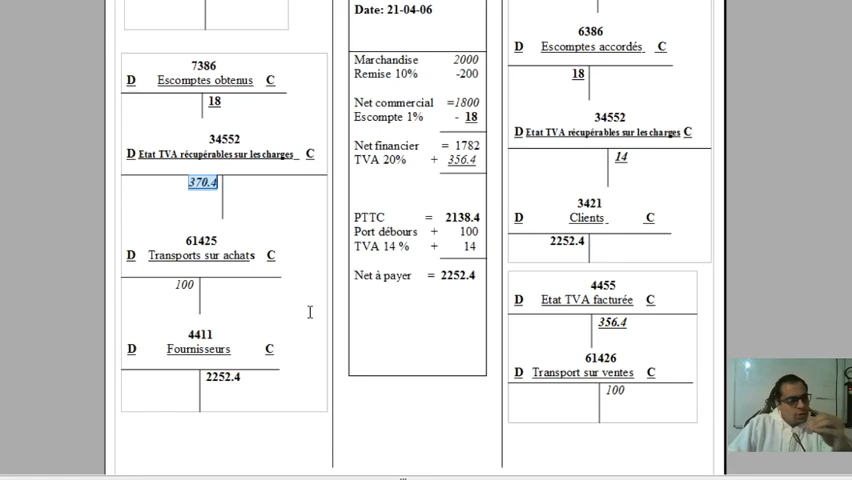 7386
D Escomptes obtenus C
18
34552
D Etat TVA récupérables sur les charges C
370.4
61425
D Transports sur achats C
100
4411
D Fournisseurs C
2252.4
Date: 21-04-06
Marchandise 2000
Remise 10% -200
Net commercial =1800
Escompte 1% - 18
Net financier = 1782
TVA 20% + 356.4
PTTC = 2138.4
Port débours + 100
TVA 14 % + 14
Net à payer = 2252.4
6386
D Escomptes accordés C
18
34552
D Etat TVA récupérables sur les charges C
14
3421
D Clients C
2252.4
4455
D Etat TVA facturée C
356.4
61426
D Transport sur ventes C
100